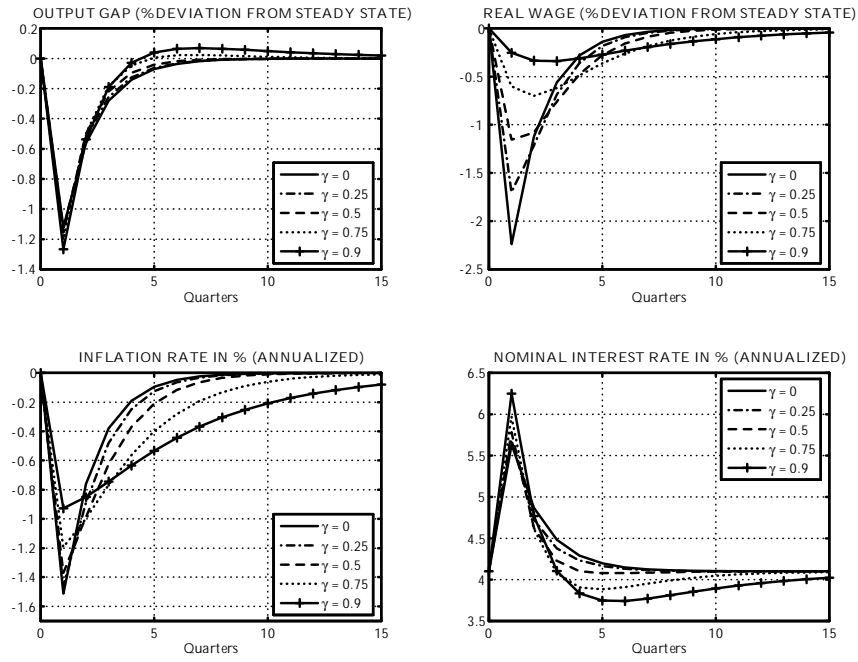 OUTPUT GAP (% DEVIATION FROM STEADY STATE)
0.2
0
-0.2
-0.4
-0.6
-0.8
-1
-1.2
-1.4
0 5 10 15
Quarters
γ = 0
γ = 0.25
γ = 0.5
γ = 0.75
γ = 0.9
REAL WAGE (% DEVIATION FROM STEADY STATE)
0
-0.5
-1
-1.5
-2
-2.5
0 5 10 15
Quarters
γ = 0
γ = 0.25
γ = 0.5
γ = 0.75
γ = 0.9
INFLATION RATE IN % (ANNUALIZED)
0
-0.2
-0.4
-0.6
-0.8
-1
-1.2
-1.4
-1.6
0 5 10 15
Quarters
γ = 0
γ = 0.25
γ = 0.5
γ = 0.75
γ = 0.9
NOMINAL INTEREST RATE IN % (ANNUALIZED)
6.5
6
5.5
5
4.5
4
3.5
0 5 10 15
Quarters
γ = 0
γ = 0.25
γ = 0.5
γ = 0.75
γ = 0.9